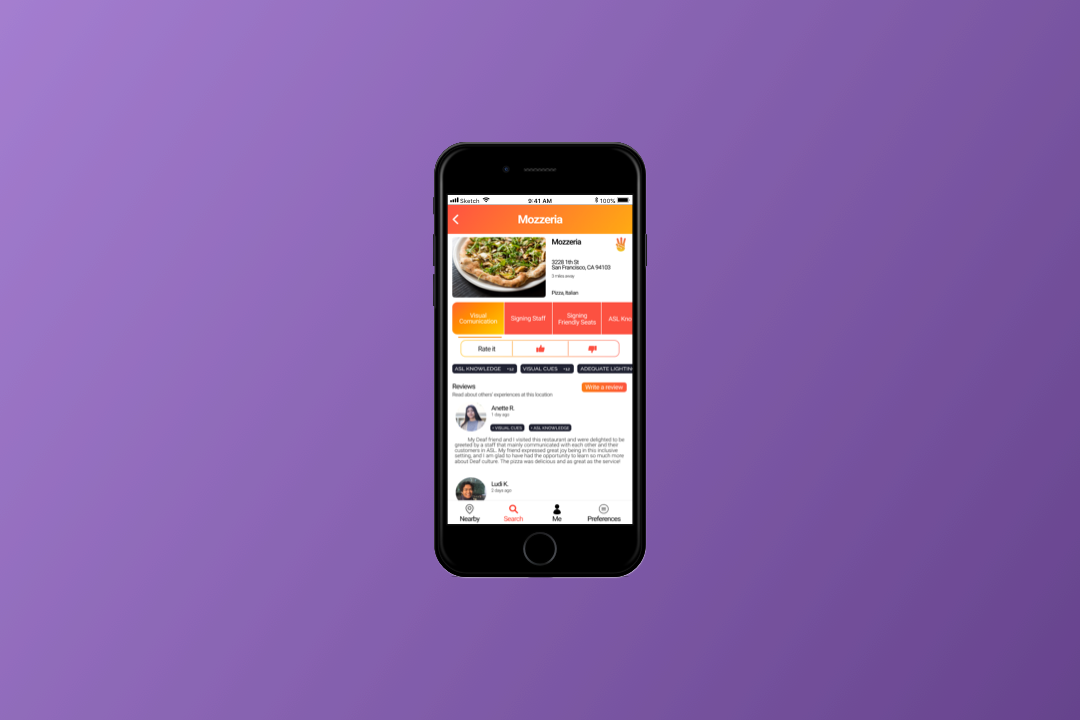 Sketch 9:41 AM 100%
Mozzeria
Mozzeria
3228 1th St
San Francisco, CA 94103
2 miles away
Pizza, Italian
Visual
Comunication
Signing Staff
Signing
Friendly Seats
ASL Kno
Rate it
ASL KNOWLEDGE +12 VISUAL CUES +12 ADEQUATE LIGHTIN
Reviews
Write a review
Read about others' experiences at this location
Anette R.
1 day ago
VISUAL CUES ASL KNOWLEDGE
My Deaf friend and I visited this restaurant and were delighted to be
greeted by a staff that mainly communicated with each other and their
customers in ASL. My friend expressed great joy being in this inclusive
setting, and I am glad to have had the opportunity to learn so much more
about Deaf culture. The pizza was delicious and as great as the service!
Ludi K.
2 days ago
Nearby Search Me Preferences